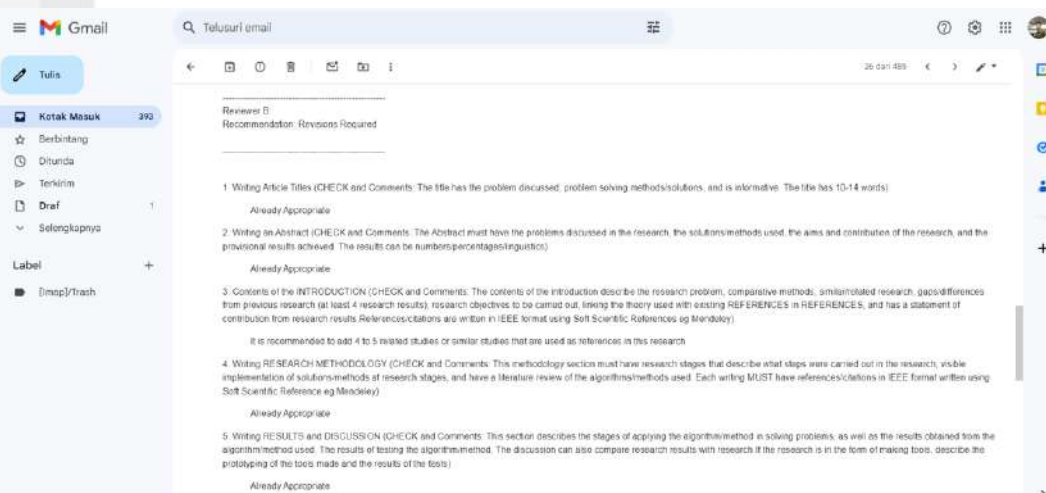 Gmail
Telusuri email
Tulis
26 dari 485
Kotak Masuk 393
Berbintang
Ditunda
Terkirim
Draf 1
Selengkapnya
Label
[Imap]/Trash
Reviewer B:
Recommendation: Revisions Required
1. Writing Article Titles (CHECK and Comments: The title has the problem discussed, problem solving methods/solutions, and is informative. The title has 10-14 words)
Already Appropriate
2. Writing an Abstract (CHECK and Comments: The Abstract must have the problems discussed in the research, the solutions/methods used, the aims and contribution of the research, and the
provisional results achieved. The results can be numbers/percentages/linguistics)
Already Appropriate
3. Contents of the INTRODUCTION (CHECK and Comments: The contents of the introduction describe the research problem, comparative methods, similar/related research, gaps/differences
from previous research (at least 4 research results), research objectives to be carried out, linking the theory used with existing REFERENCES in REFERENCES, and has a statement of
contribution from research results.References/citations are written in IEEE format using Soft Scientific References eg Mendeley)
It is recommended to add 4 to 5 related studies or similar studies that are used as references in this research
4. Writing RESEARCH METHODOLOGY (CHECK and Comments: This methodology section must have research stages that describe what steps were carried out in the research, visible
implementation of solutions/methods at research stages, and have a literature review of the algorithms/methods used. Each writing MUST have references/citations in IEEE format written using
Soft Scientific Reference eg Mendeley)
Already Appropriate
5. Writing RESULTS and DISCUSSION (CHECK and Comments: This section describes the stages of applying the algorithm/method in solving problems, as well as the results obtained from the
algorithm/method used. The results of testing the algorithm/method. The discussion can also compare research results with research If the research is in the form of making tools, describe the
prototyping of the tools made and the results of the tests)
Already Appropriate